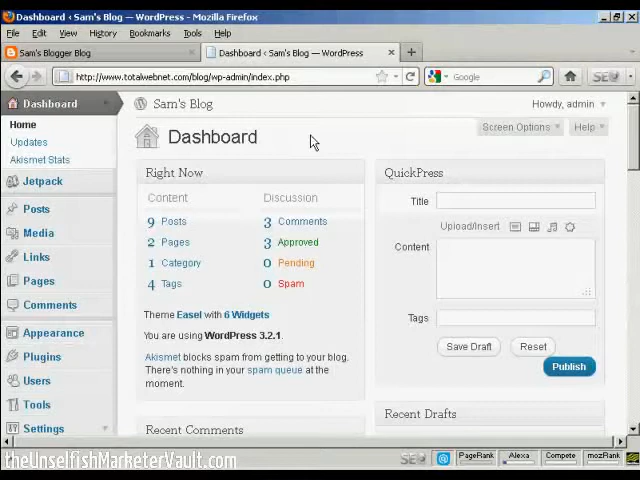 Dashboard ‹ Sam's Blog — WordPress - Mozilla Firefox
File Edit View History Bookmarks Tools Help
Sam's Blogger Blog
Dashboard ‹ Sam's Blog — WordPress
http://www.totalwebnet.com/blog/wp-admin/index.php
Google
SEO
Dashboard
Sam's Blog
Howdy, admin
Home
Updates
Akismet Stats
Jetpack
Posts
Media
Links
Pages
Comments
Appearance
Plugins
Users
Tools
Settings
Dashboard
Screen Options
Help
Right Now
Content
Discussion
9 Posts
3 Comments
2 Pages
3 Approved
1 Category
0 Pending
4 Tags
0 Spam
Theme Easel with 6 Widgets
You are using WordPress 3.2.1.
Akismet blocks spam from getting to your blog.
There's nothing in your spam queue at the
moment.
Recent Comments
QuickPress
Title
Upload/Insert
Content
Tags
Save Draft
Reset
Publish
Recent Drafts
theUnselfishMarketerVault.com
SEO
PageRank
Alexa
Compete
mozRank